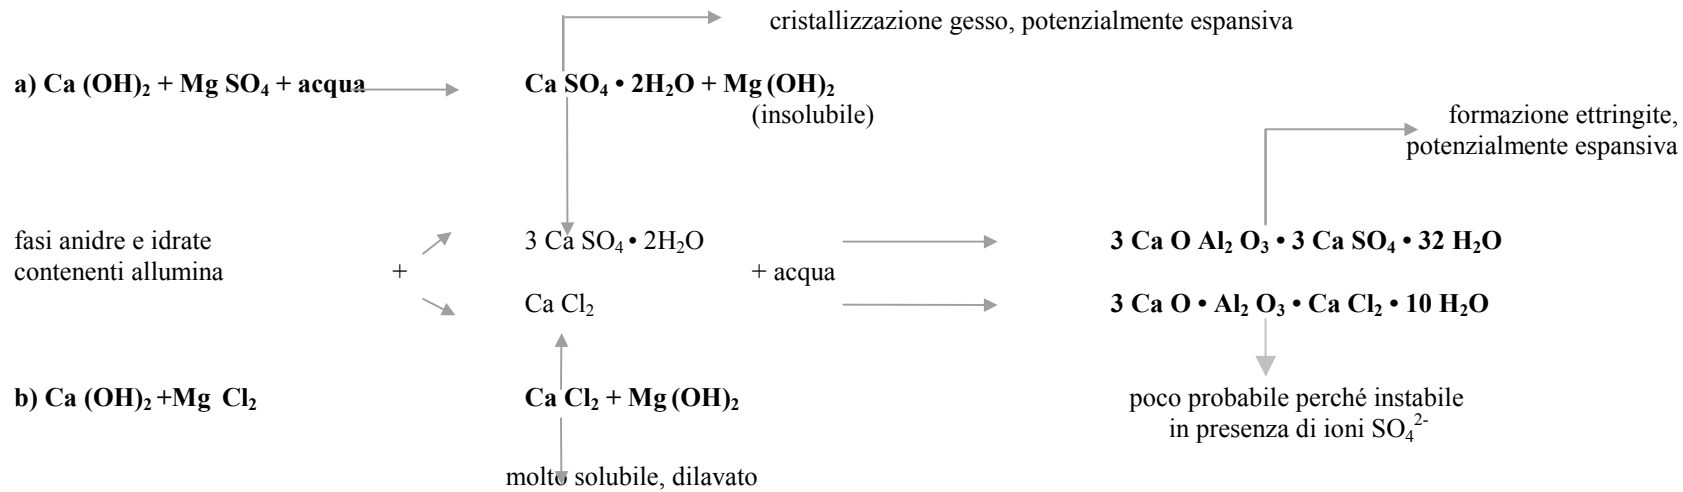 cristallizzazione gesso, potenzialmente espansiva
a) Ca (OH)₂ + Mg SO₄ + acqua
Ca SO₄ • 2H₂O + Mg (OH)₂
(insolubile)
formazione ettringite,
potenzialmente espansiva
fasi anidre e idrate
contenenti allumina
+
3 Ca SO₄ • 2H₂O
Ca Cl₂
+ acqua
3 Ca O Al₂ O₃ • 3 Ca SO₄ • 32 H₂O
3 Ca O • Al₂ O₃ • Ca Cl₂ • 10 H₂O
b) Ca (OH)₂ +Mg Cl₂
Ca Cl₂ + Mg (OH)₂
poco probabile perché instabile
in presenza di ioni SO₄²⁻
molto solubile, dilavato